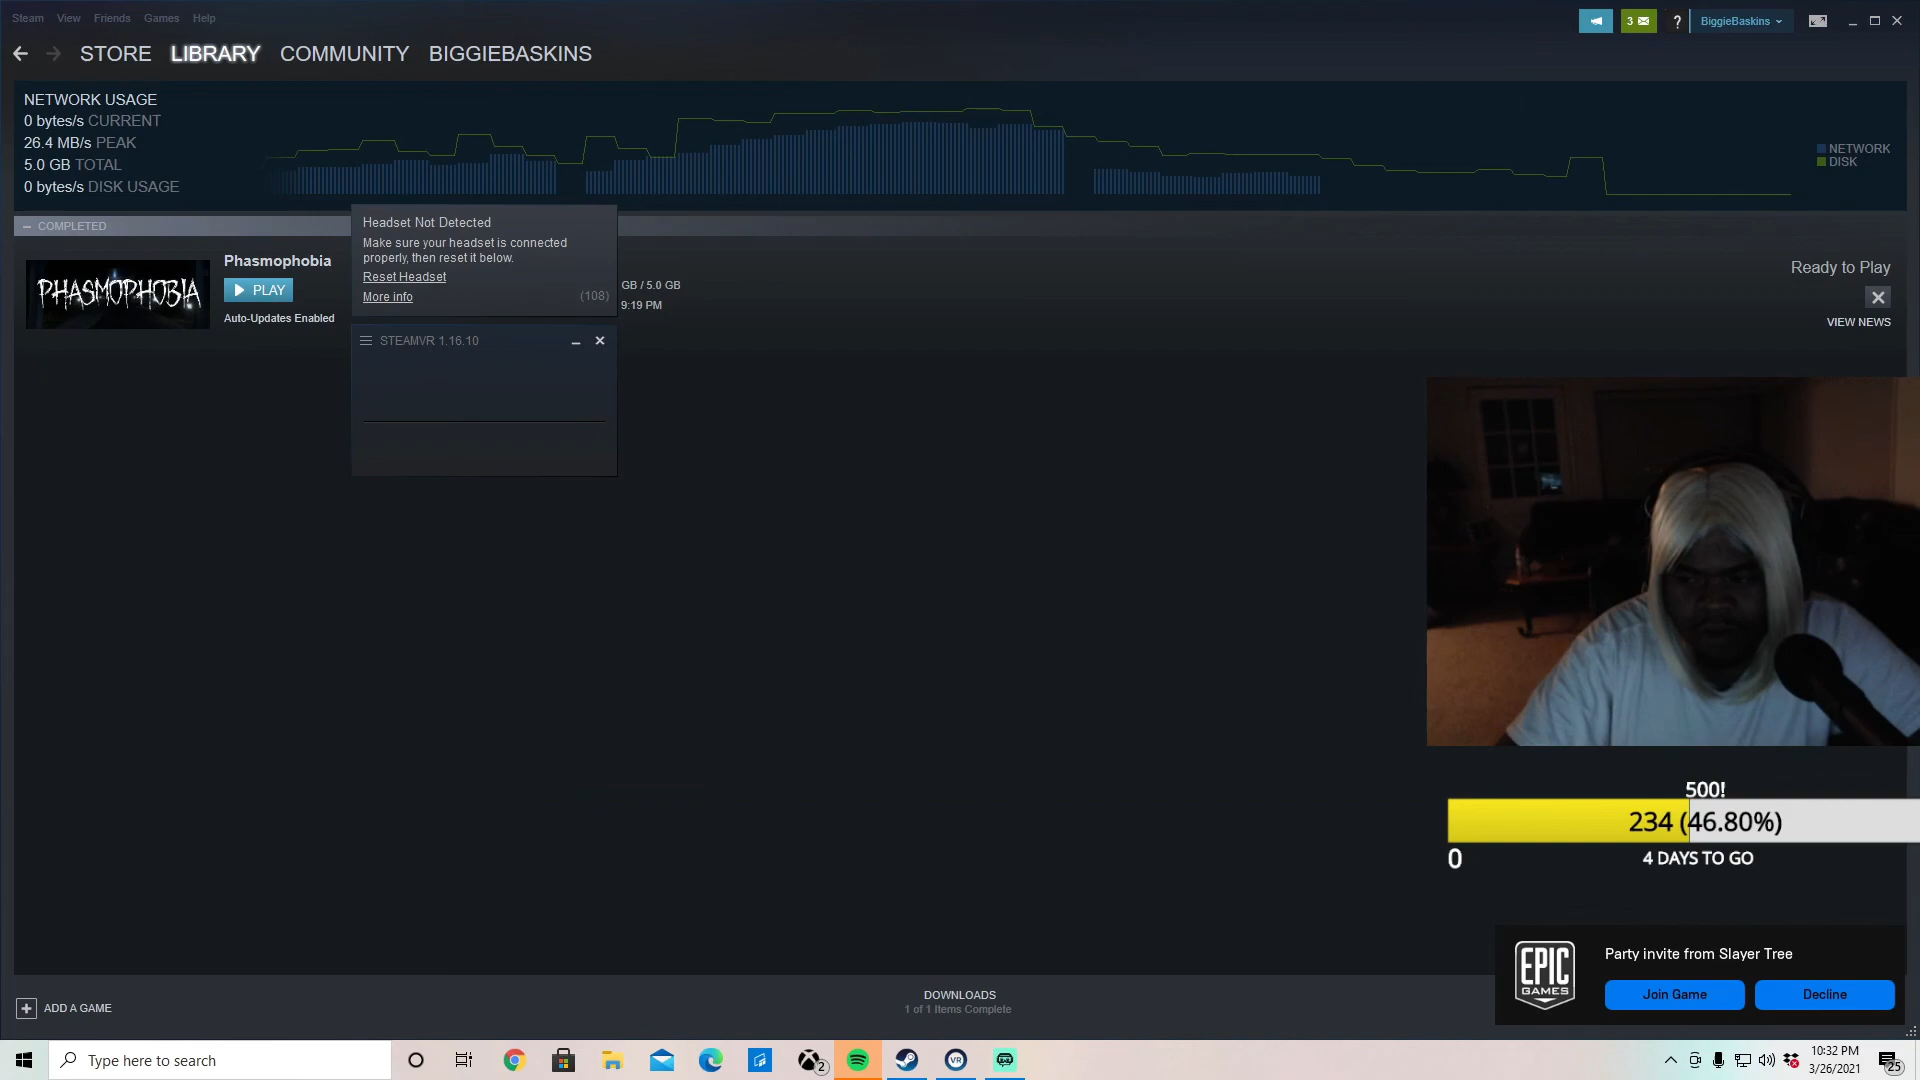 Steam View Friends Games Help
3
?
BiggieBaskins
STORE LIBRARY COMMUNITY BIGGIEBASKINS
NETWORK USAGE
0 bytes/s CURRENT
26.4 MB/s PEAK
5.0 GB TOTAL
0 bytes/s DISK USAGE
NETWORK
DISK
COMPLETED
PHASMOPHOBIA
Phasmophobia
PLAY
Auto-Updates Enabled
Headset Not Detected
Make sure your headset is connected
properly, then reset it below.
Reset Headset
More info
(108)
GB / 5.0 GB
9:19 PM
Ready to Play
VIEW NEWS
STEAMVR 1.16.10
500!
234 (46.80%)
0
4 DAYS TO GO
EPIC
GAMES
Party invite from Slayer Tree
Join Game
Decline
ADD A GAME
DOWNLOADS
1 of 1 Items Complete
Type here to search
2
VR
10:32 PM
3/26/2021
25